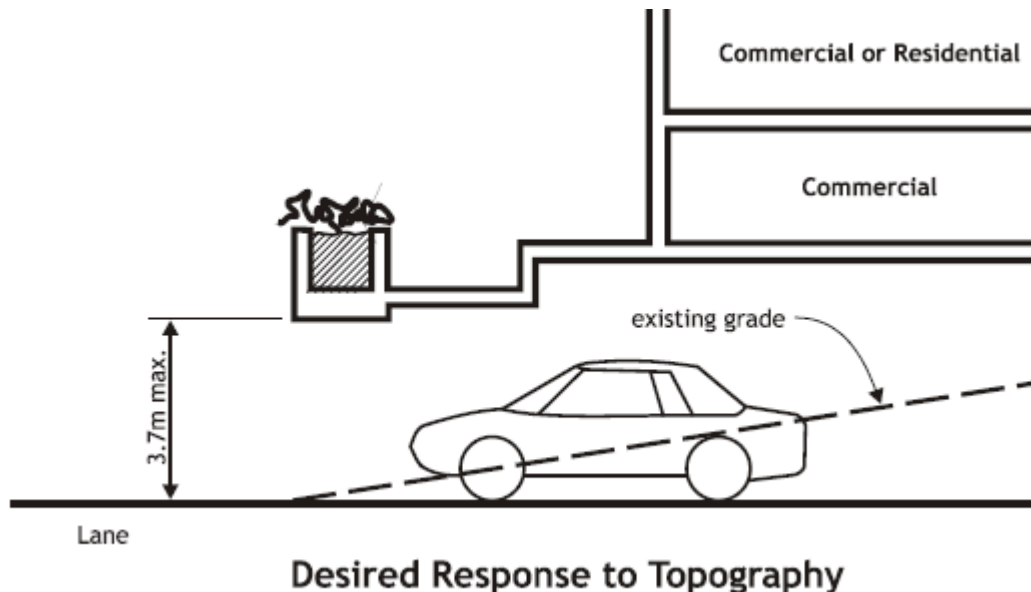 Commercial or Residential
Commercial
existing grade
3.7m max.
Lane
Desired Response to Topography